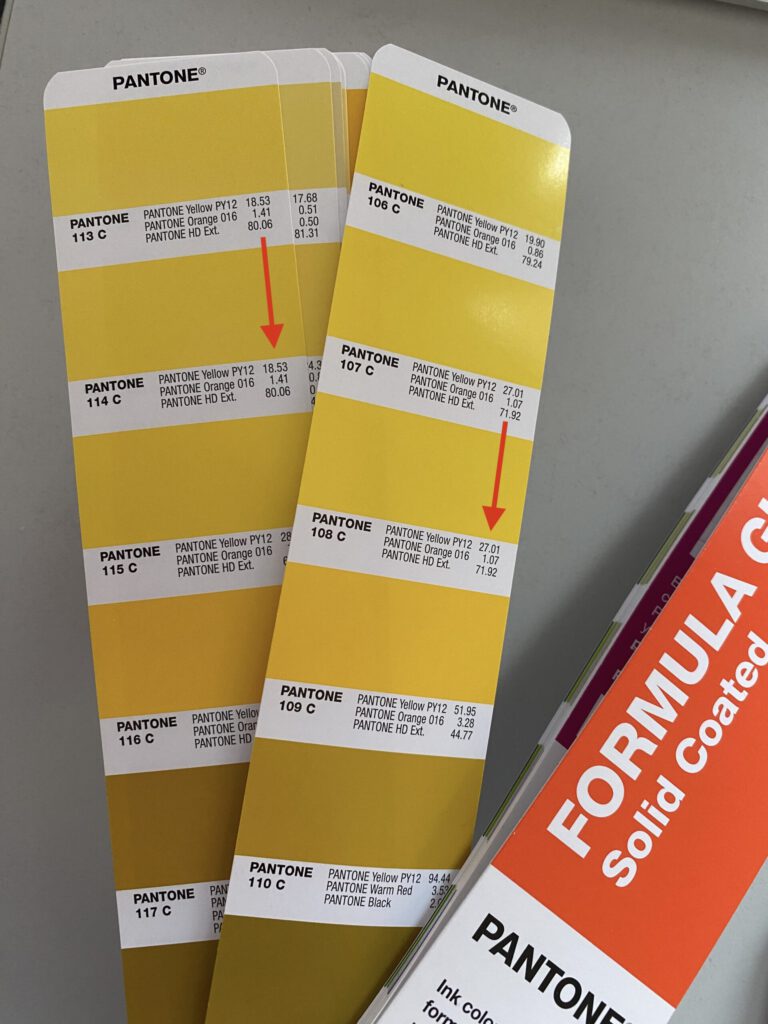 PANTONE®
PANTONE 113 C
PANTONE Yellow PY12 18.53 17.68
PANTONE Orange 016 1.41 0.51
PANTONE HD Ext. 80.06 0.50
81.31
PANTONE 114 C
PANTONE Yellow PY12 18.53
PANTONE Orange 016 1.41
PANTONE HD Ext. 80.06
PANTONE 115 C
PANTONE Yellow PY12 28
PANTONE Orange 016
PANTONE HD Ext.
PANTONE 116 C
PANTONE Yellow
PANTONE
PANTONE HD
PANTONE 117 C
PANTONE®
PANTONE 106 C
PANTONE Yellow PY12 19.90
PANTONE Orange 016 0.86
PANTONE HD Ext. 79.24
PANTONE 107 C
PANTONE Yellow PY12 27.01
PANTONE Orange 016 1.07
PANTONE HD Ext. 71.92
PANTONE 108 C
PANTONE Yellow PY12 27.01
PANTONE Orange 016 1.07
PANTONE HD Ext. 71.92
PANTONE 109 C
PANTONE Yellow PY12 51.95
PANTONE Orange 016 3.28
PANTONE HD Ext. 44.77
PANTONE 110 C
PANTONE Yellow PY12 94.44
PANTONE Warm Red 3.53
PANTONE Black
FORMULA
Solid Coated
PANTONE
Ink